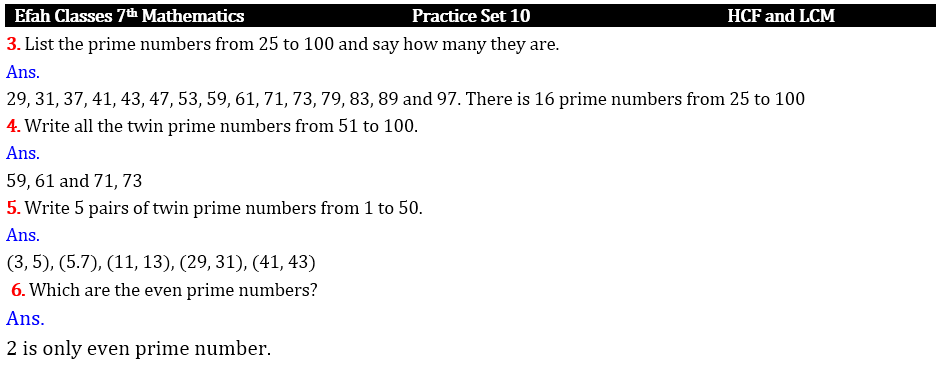 Efah Classes 7th Mathematics Practice Set 10 HCF and LCM
3. List the prime numbers from 25 to 100 and say how many they are.
Ans.
29, 31, 37, 41, 43, 47, 53, 59, 61, 71, 73, 79, 83, 89 and 97. There is 16 prime numbers from 25 to 100
4. Write all the twin prime numbers from 51 to 100.
Ans.
59, 61 and 71, 73
5. Write 5 pairs of twin prime numbers from 1 to 50.
Ans.
(3, 5), (5.7), (11, 13), (29, 31), (41, 43)
6. Which are the even prime numbers?
Ans.
2 is only even prime number.